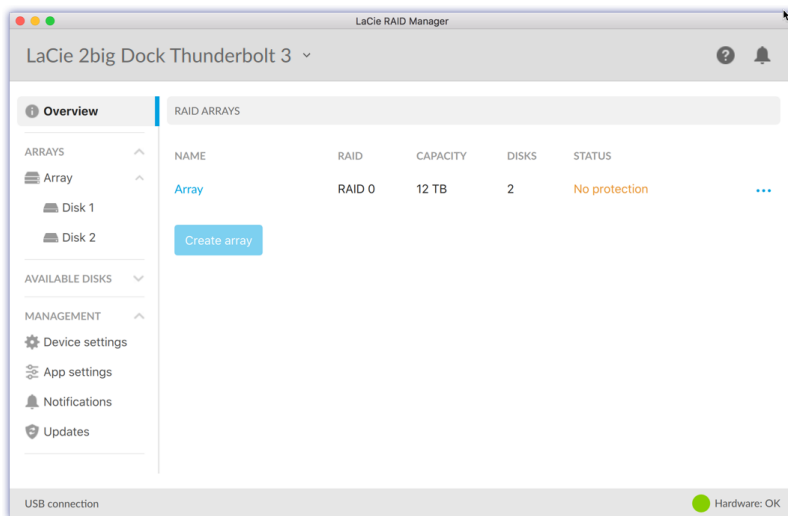 LaCie RAID Manager
LaCie 2big Dock Thunderbolt 3
Overview
ARRAYS
Array
Disk 1
Disk 2
AVAILABLE DISKS
MANAGEMENT
Device settings
App settings
Notifications
Updates
RAID ARRAYS
NAME RAID CAPACITY DISKS STATUS
Array RAID 0 12 TB 2 No protection
Create array
USB connection
Hardware: OK